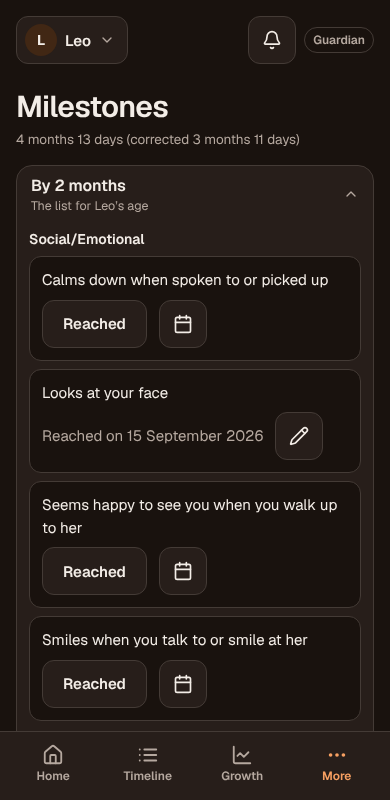 L Leo
Guardian
Milestones
4 months 13 days (corrected 3 months 11 days)
By 2 months
The list for Leo's age
Social/Emotional
Calms down when spoken to or picked up
Reached
Looks at your face
Reached on 15 September 2026
Seems happy to see you when you walk up
to her
Reached
Smiles when you talk to or smile at her
Reached
Home
Timeline
Growth
More